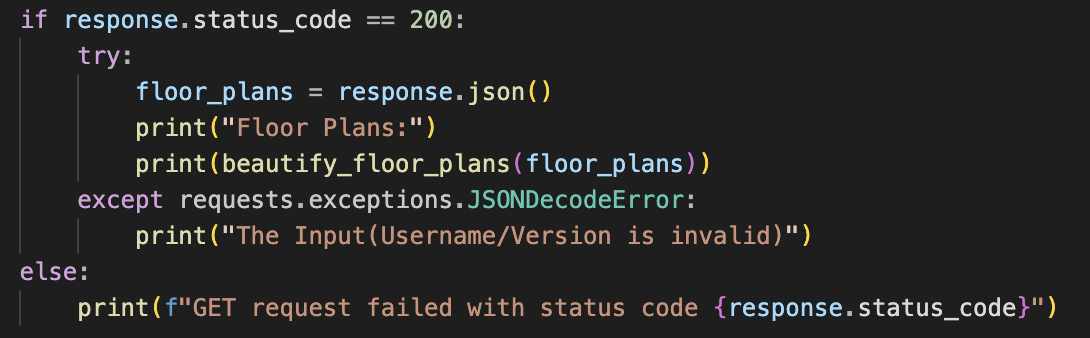 if response.status_code == 200:
    try:
        floor_plans = response.json()
        print("Floor Plans:")
        print(beautify_floor_plans(floor_plans))
    except requests.exceptions.JSONDecodeError:
        print("The Input(Username/Version is invalid)")
else:
    print(f"GET request failed with status code {response.status_code}")